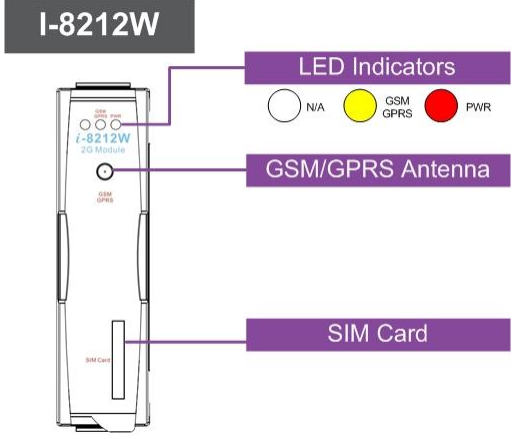 I-8212W
LED Indicators
N/A
GSM
GPRS
PWR
GSM
GPRS PWR
i-8212W
2G Module
GSM/GPRS Antenna
GSM
GPRS
SIM Card
SIM Card